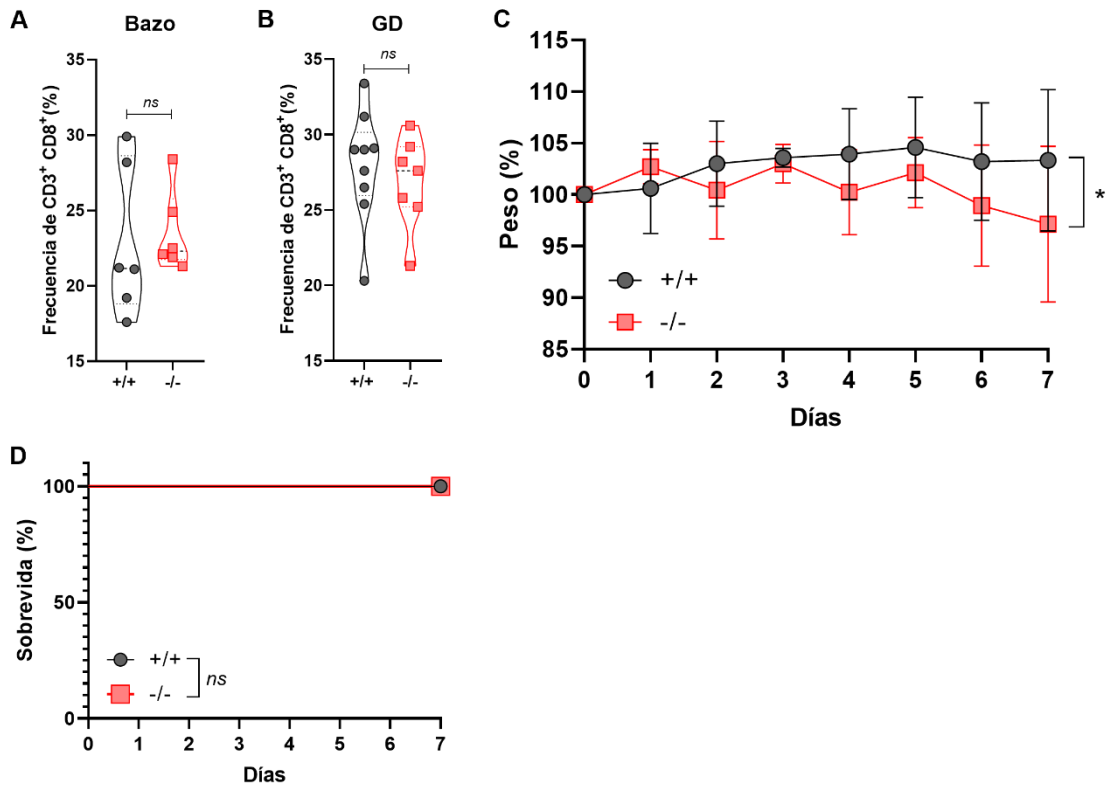 A
Bazo
Frecuencia de CD3⁺ CD8⁺(%)
35
30
25
20
15
ns
+/+
-/-
B
GD
Frecuencia de CD3⁺ CD8⁺(%)
35
30
25
20
15
ns
+/+
-/-
C
Peso (%)
115
110
105
100
95
90
85
+/+
-/-
*
0 1 2 3 4 5 6 7
Días
D
Sobrevida (%)
100
50
0
+/+
-/-
ns
0 1 2 3 4 5 6 7
Días